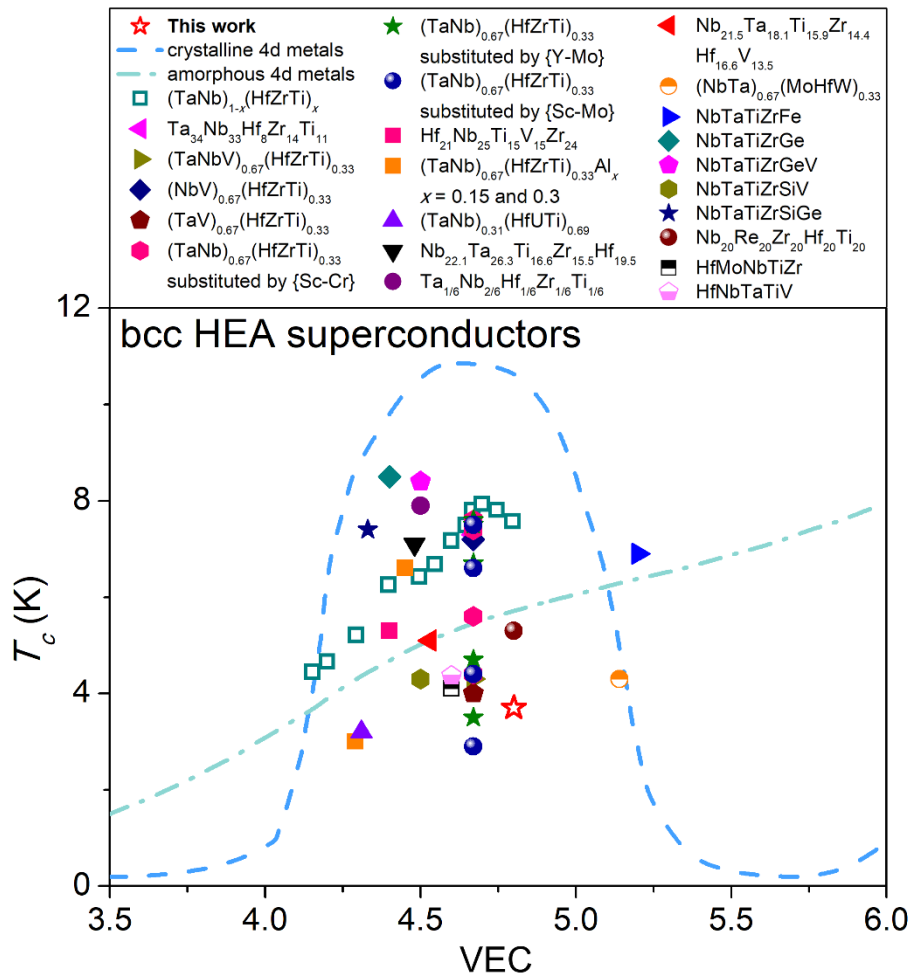 This work
crystalline 4d metals
amorphous 4d metals
(TaNb)1-x(HfZrTi)x
Ta34Nb33Hf8Zr14Ti11
(TaNbV)0.67(HfZrTi)0.33
(NbV)0.67(HfZrTi)0.33
(TaV)0.67(HfZrTi)0.33
(TaNb)0.67(HfZrTi)0.33
substituted by {Sc-Cr}
(TaNb)0.67(HfZrTi)0.33
substituted by {Y-Mo}
(TaNb)0.67(HfZrTi)0.33
substituted by {Sc-Mo}
Hf21Nb25Ti15V15Zr24
(TaNb)0.67(HfZrTi)0.33Alx
x = 0.15 and 0.3
(TaNb)0.31(HfUTi)0.69
Nb22.1Ta26.3Ti16.6Zr15.5Hf19.5
Ta1/6Nb2/6Hf1/6Zr1/6Ti1/6
Nb21.5Ta18.1Ti15.9Zr14.4
Hf16.6V13.5
(NbTa)0.67(MoHfW)0.33
NbTaTiZrFe
NbTaTiZrGe
NbTaTiZrGeV
NbTaTiZrSiV
NbTaTiZrSiGe
Nb20Re20Zr20Hf20Ti20
HfMoNbTiZr
HfNbTaTiV
bcc HEA superconductors
12
8
4
0
Tc (K)
3.5 4.0 4.5 5.0 5.5 6.0
VEC